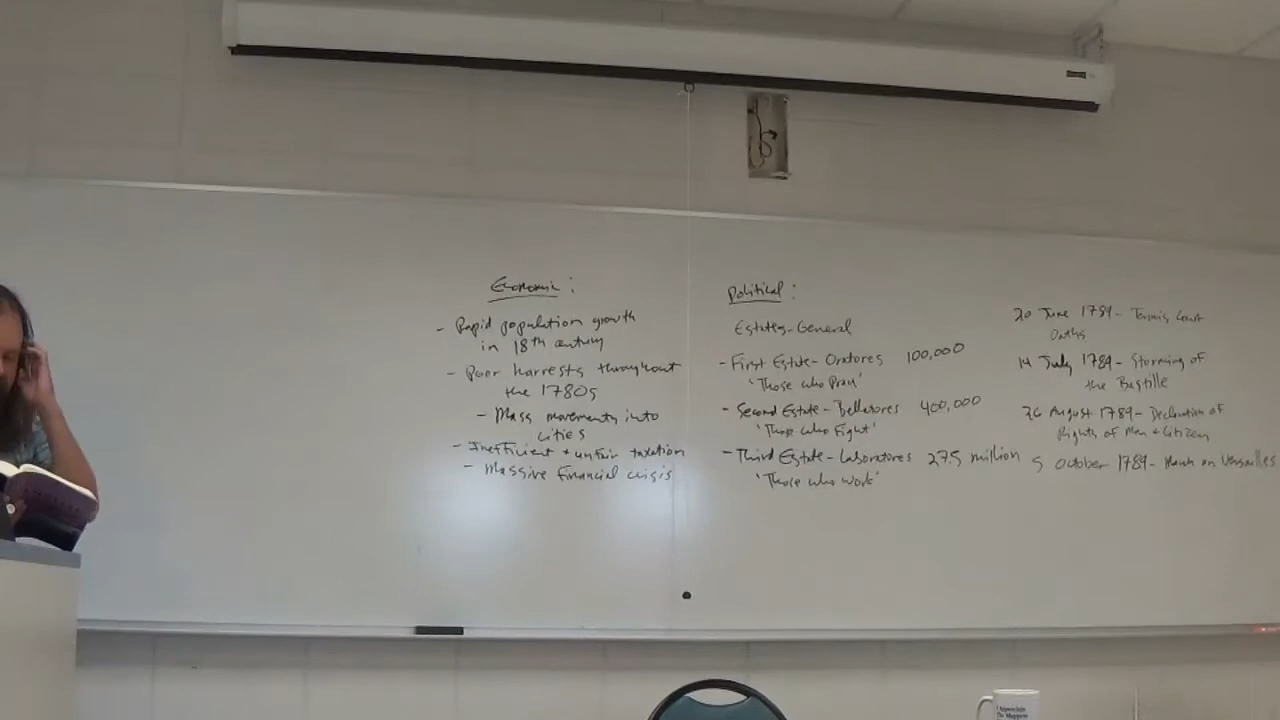 Economic:
- Rapid population growth
in 18th century
- Poor harvests throughout
the 1780s
- Mass movements into
cities
- Inefficient + unfair taxation
- Massive financial crisis
Political:
Estates-General
- First Estate - Oratores 100,000
'Those who Pray'
- Second Estate - Bellatores 400,000
'Those who Fight'
- Third Estate - Laboratores 27.5 million
'Those who work'
20 June 1789 - Tennis Court
Oaths
14 July 1789 - Storming of
the Bastille
26 August 1789 - Declaration of
Rights of Man + Citizen
5 October 1789 - March on Versailles
I Appreciate
The Muppets